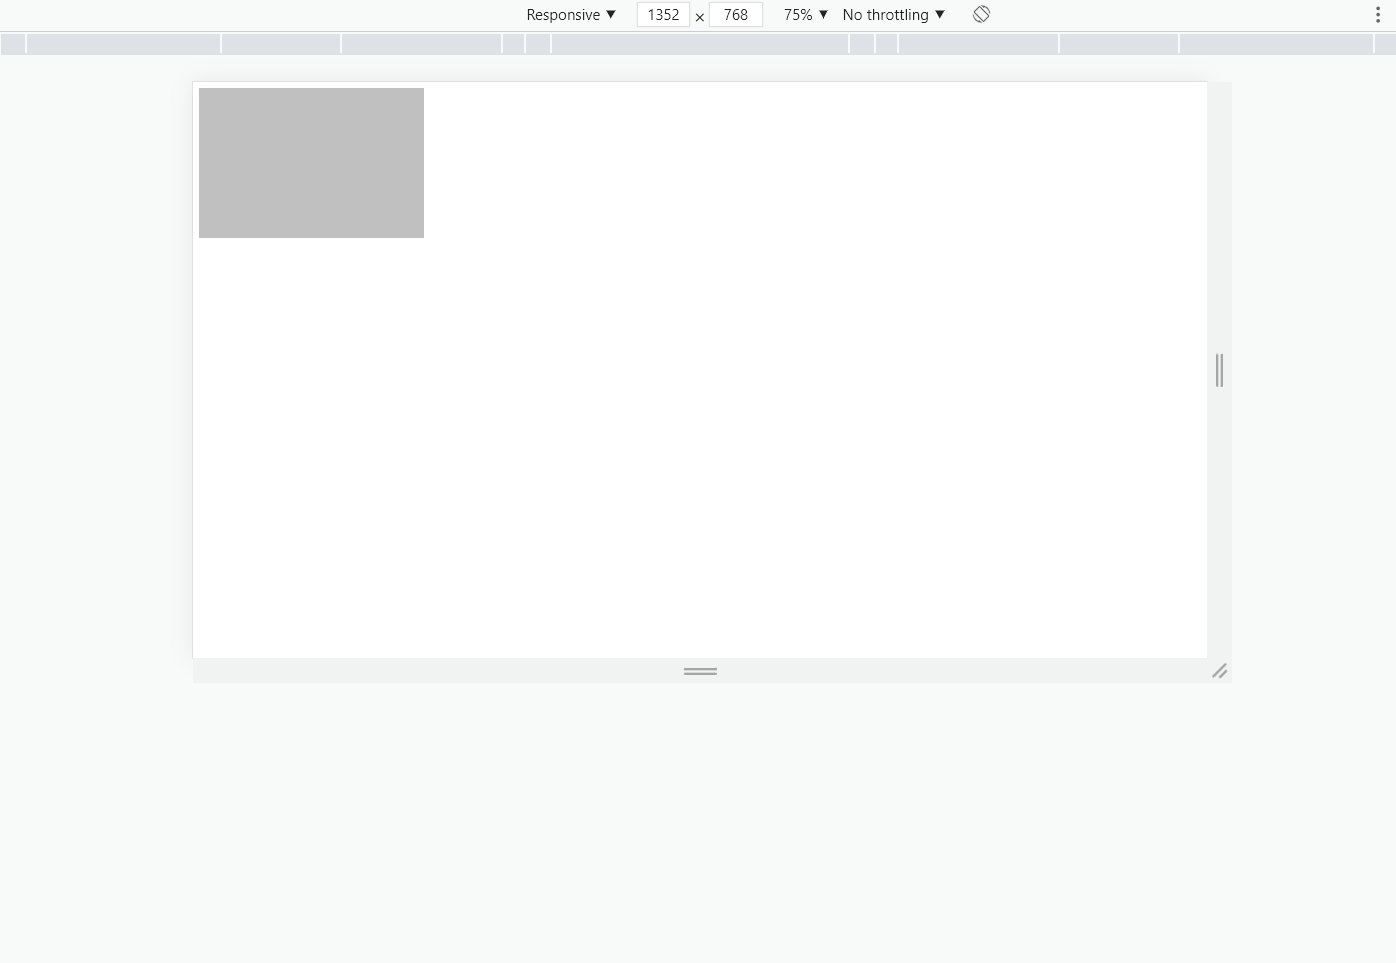 Responsive ▼ 1352 × 768 75% ▼ No throttling ▼